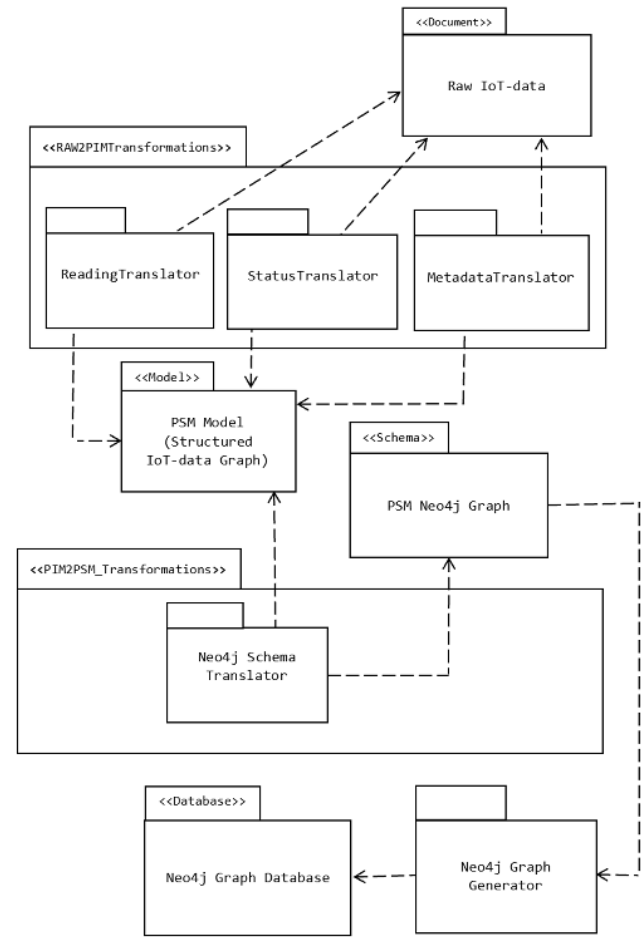 <<Document>>
Raw IoT-data
<<RAW2PIMTransformations>>
ReadingTranslator
StatusTranslator
MetadataTranslator
<<Model>>
PSM Model
(Structured
IoT-data Graph)
<<Schema>>
PSM Neo4j Graph
<<PIM2PSM_Transformations>>
Neo4j Schema
Translator
<<Database>>
Neo4j Graph Database
Neo4j Graph
Generator